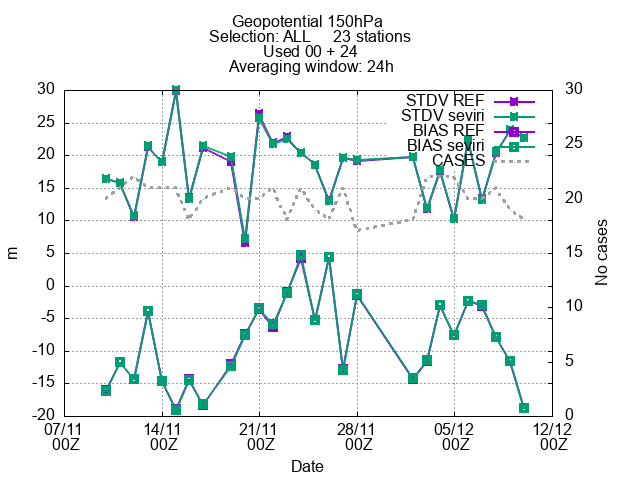 Geopotential 150hPa
Selection: ALL     23 stations
Used 00 + 24
Averaging window: 24h
STDV REF
STDV seviri
BIAS REF
BIAS seviri
CASES
30
25
20
15
10
5
0
-5
-10
-15
-20
m
30
25
20
15
10
5
0
No cases
07/11 14/11 21/11 28/11 05/12 12/12
00Z 00Z 00Z 00Z 00Z 00Z
Date